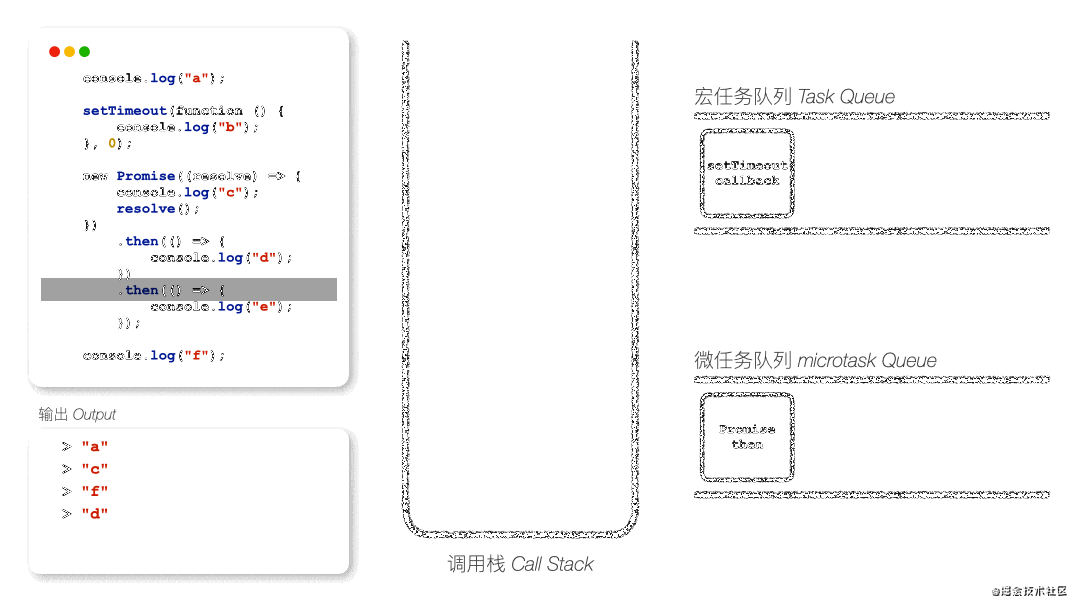 console.log("a");
setTimeout(function () {
console.log("b");
}, 0);
new Promise((resolve) => {
console.log("c");
resolve();
})
.then(() => {
console.log("d");
})
.then(() => {
console.log("e");
});
console.log("f");
输出 Output
> "a"
> "c"
> "f"
> "d"
调用栈 Call Stack
宏任务队列 Task Queue
setTimeout
callback
微任务队列 microtask Queue
Promise
then
@掘金技术社区